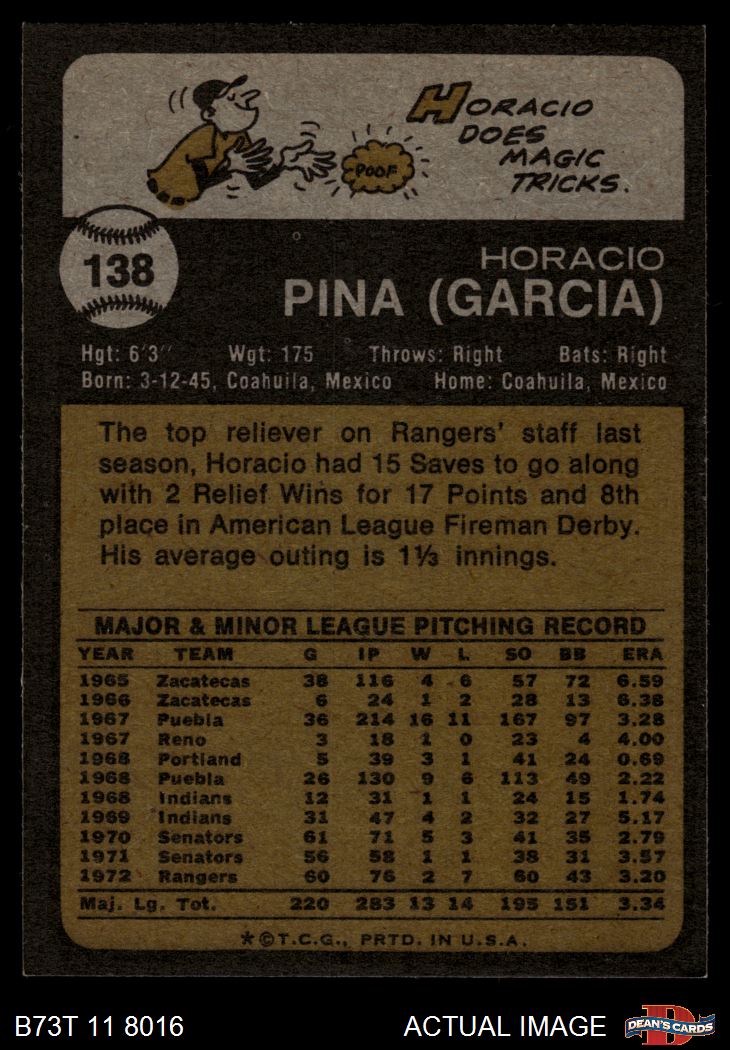 HORACIO
DOES
MAGIC
TRICKS.
POOF
138
HORACIO
PINA (GARCIA)
Hgt: 6'3" Wgt: 175 Throws: Right Bats: Right
Born: 3-12-45, Coahuila, Mexico Home: Coahuila, Mexico
The top reliever on Rangers' staff last
season, Horacio had 15 Saves to go along
with 2 Relief Wins for 17 Points and 8th
place in American League Fireman Derby.
His average outing is 1⅓ innings.
MAJOR & MINOR LEAGUE PITCHING RECORD
YEAR TEAM G IP W L SO BB ERA
1965 Zacatecas 38 116 4 6 57 72 6.59
1966 Zacatecas 6 24 1 2 28 13 6.38
1967 Puebla 36 214 16 11 167 97 3.28
1967 Reno 3 18 1 0 23 4 4.00
1968 Portland 5 39 3 1 41 24 0.69
1968 Puebla 26 130 9 6 113 49 2.22
1968 Indians 12 31 1 1 24 15 1.74
1969 Indians 31 47 4 2 32 27 5.17
1970 Senators 61 71 5 3 41 35 2.79
1971 Senators 56 58 1 1 38 31 3.57
1972 Rangers 60 76 2 7 60 43 3.20
Maj. Lg. Tot. 220 283 13 14 195 151 3.34
*©T.C.G., PRTD. IN U.S.A.
B73T 11 8016 ACTUAL IMAGE
D
DEAN'S CARDS